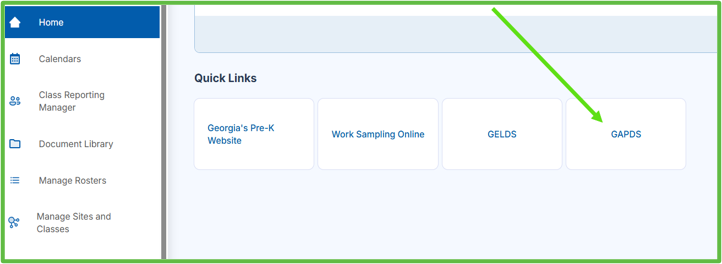 Home
Calendars
Class Reporting
Manager
Document Library
Manage Rosters
Manage Sites and
Classes
Quick Links
Georgia's Pre-K
Website
Work Sampling Online
GELDS
GAPDS